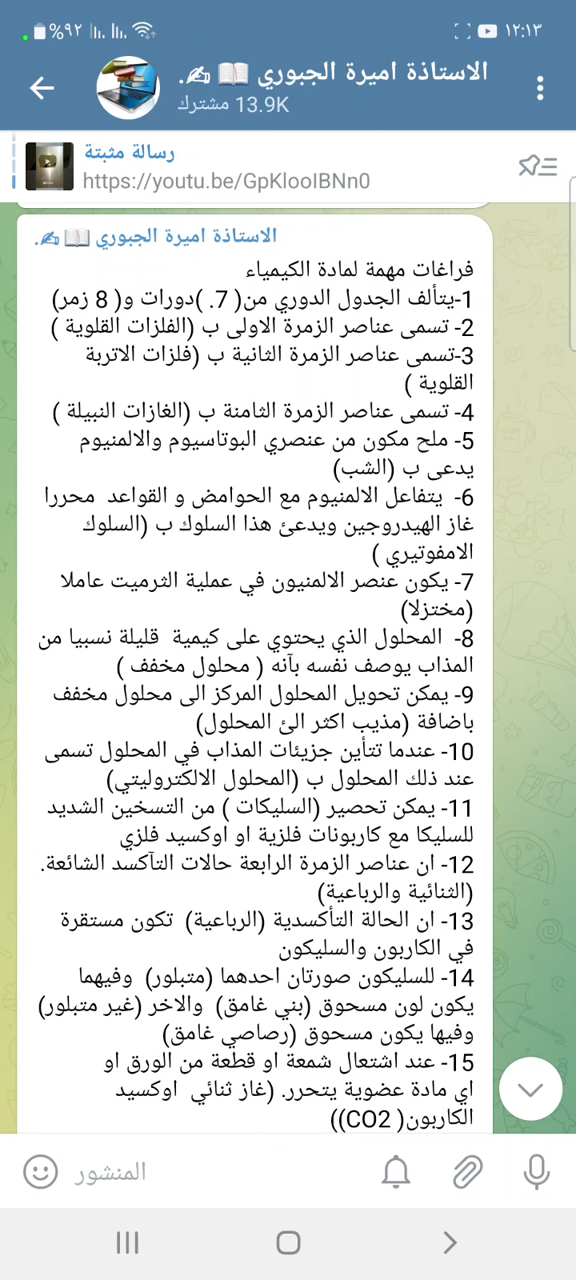 ١٢:١٣
%٩٢
الاستاذة اميرة الجبوري 📖 ✍.
13.9K مشترك
رسالة مثبتة
https://youtu.be/GpKlooIBNn0
الاستاذة اميرة الجبوري 📖 ✍.
فراغات مهمة لمادة الكيمياء
1-يتألف الجدول الدوري من( 7. )دورات و( 8 زمر)
2- تسمى عناصر الزمرة الاولى ب (الفلزات القلوية )
3-تسمى عناصر الزمرة الثانية ب (فلزات الاتربة
القلوية )
4- تسمى عناصر الزمرة الثامنة ب (الغازات النبيلة )
5- ملح مكون من عنصري البوتاسيوم والالمنيوم
يدعى ب (الشب)
6- يتفاعل الالمنيوم مع الحوامض و القواعد محررا
غاز الهيدروجين ويدعئ هذا السلوك ب (السلوك
الامفوتيري )
7- يكون عنصر الالمنيون في عملية الثرميت عاملا
(مختزلا)
8- المحلول الذي يحتوي على كيمية قليلة نسبيا من
المذاب يوصف نفسه بآنه ( محلول مخفف )
9- يمكن تحويل المحلول المركز الى محلول مخفف
باضافة (مذيب اكثر الئ المحلول)
10- عندما تتأين جزيئات المذاب في المحلول تسمى
عند ذلك المحلول ب (المحلول الالكتروليتي)
11- يمكن تحصير (السليكات ) من التسخين الشديد
للسليكا مع كاربونات فلزية او اوكسيد فلزي
12- ان عناصر الزمرة الرابعة حالات التآكسد الشائعة.
(الثنائية والرباعية)
13- ان الحالة التأكسدية (الرباعية) تكون مستقرة
في الكاربون والسليكون
14- للسليكون صورتان احدهما (متبلور) وفيهما
يكون لون مسحوق (بني غامق) والاخر (غير متبلور)
وفيها يكون مسحوق (رصاصي غامق)
15- عند اشتعال شمعة او قطعة من الورق او
اي مادة عضوية يتحرر. (غاز ثنائي اوكسيد
الكاربون( CO2))
المنشور